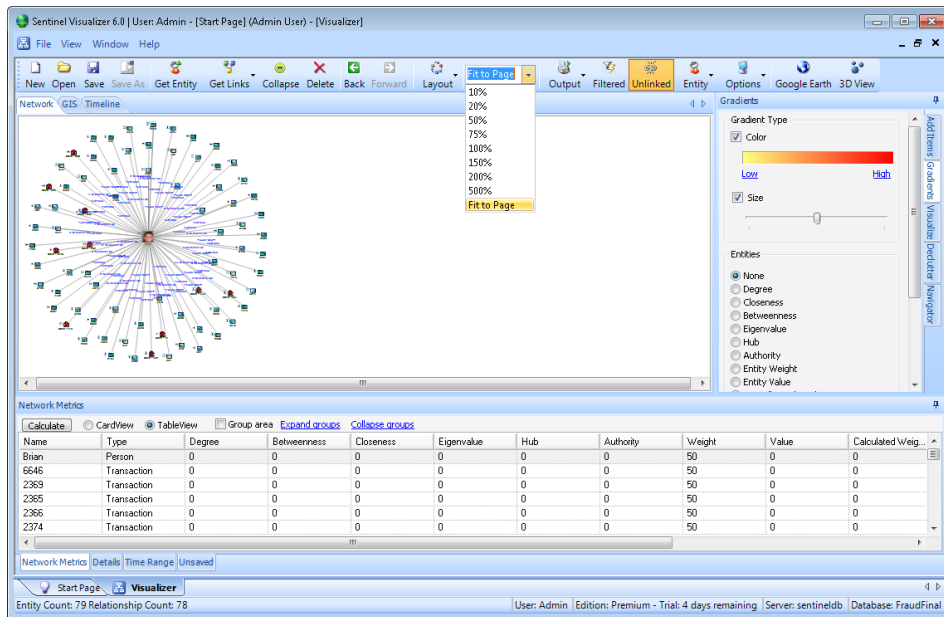 Sentinel Visualizer 6.0 | User: Admin - [Start Page] (Admin User) - [Visualizer]
File View Window Help
New Open Save Save As Get Entity Get Links Collapse Delete Back Forward Layout Fit to Page Output Filtered Unlinked Entity Options Google Earth 3D View
10%
20%
50%
75%
100%
150%
200%
500%
Fit to Page
Network GIS Timeline
Gradients
Gradient Type
Color
Low High
Size
Entities
None
Degree
Closeness
Betweenness
Eigenvalue
Hub
Authority
Entity Weight
Entity Value
Add Items
Gradients
Visualize
Declutter
Navigator
Network Metrics
Calculate CardView TableView Group area Expand groups Collapse groups
Name Type Degree Betweenness Closeness Eigenvalue Hub Authority Weight Value Calculated Weig...
Brian Person 0 0 0 0 0 0 50 0 0
6646 Transaction 0 0 0 0 0 0 50 0 0
2369 Transaction 0 0 0 0 0 0 50 0 0
2365 Transaction 0 0 0 0 0 0 50 0 0
2366 Transaction 0 0 0 0 0 0 50 0 0
2374 Transaction 0 0 0 0 0 0 50 0 0
Network Metrics Details Time Range Unsaved
Start Page Visualizer
Entity Count: 79 Relationship Count: 78 User: Admin Edition: Premium - Trial: 4 days remaining Server: sentineldb Database: FraudFinal